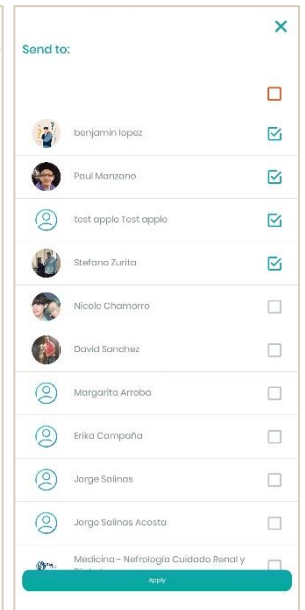 Send to:
benjamin lopez
Paul Manzano
test apple Test apple
Stefano Zurita
Nicole Chamorro
David Sanchez
Margarita Arroba
Erika Campaña
Jorge Salinas
Jorge Salinas Acosta
Medicina - Nefrología Cuidado Renal y
Apply